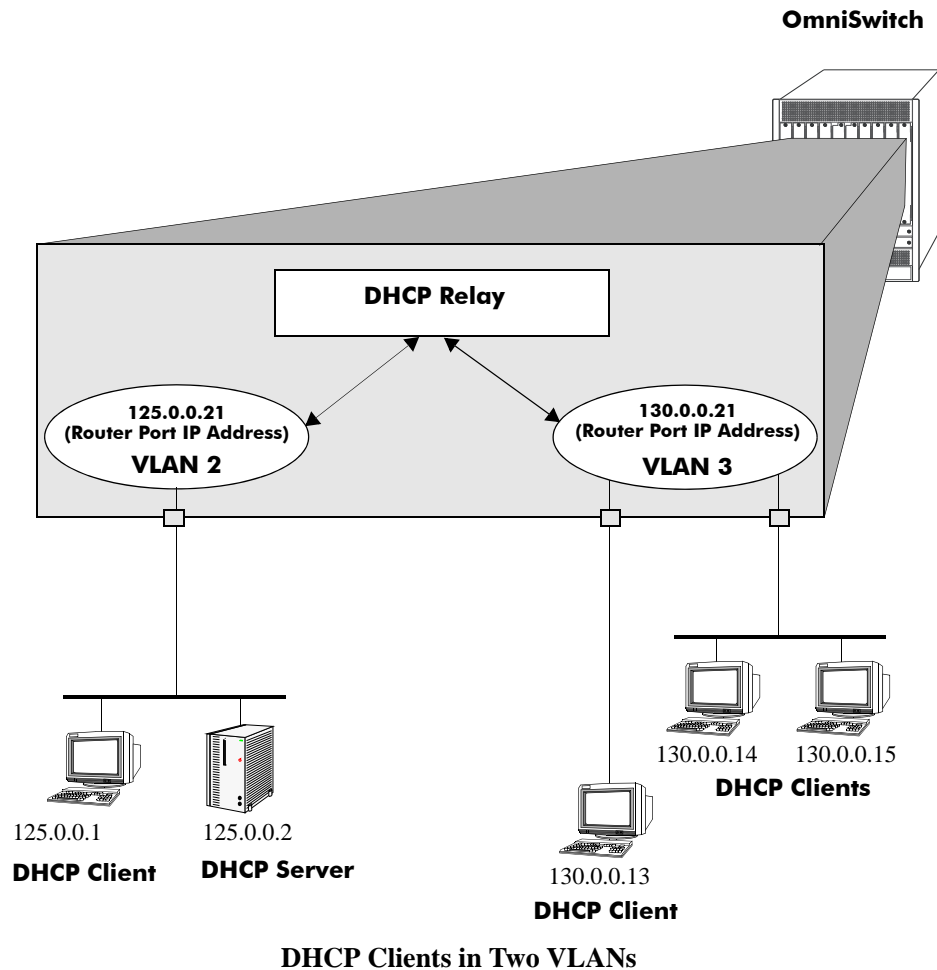 OmniSwitch
DHCP Relay
125.0.0.21
(Router Port IP Address)
VLAN 2
130.0.0.21
(Router Port IP Address)
VLAN 3
125.0.0.1
DHCP Client
125.0.0.2
DHCP Server
130.0.0.13
DHCP Client
130.0.0.14
130.0.0.15
DHCP Clients
DHCP Clients in Two VLANs